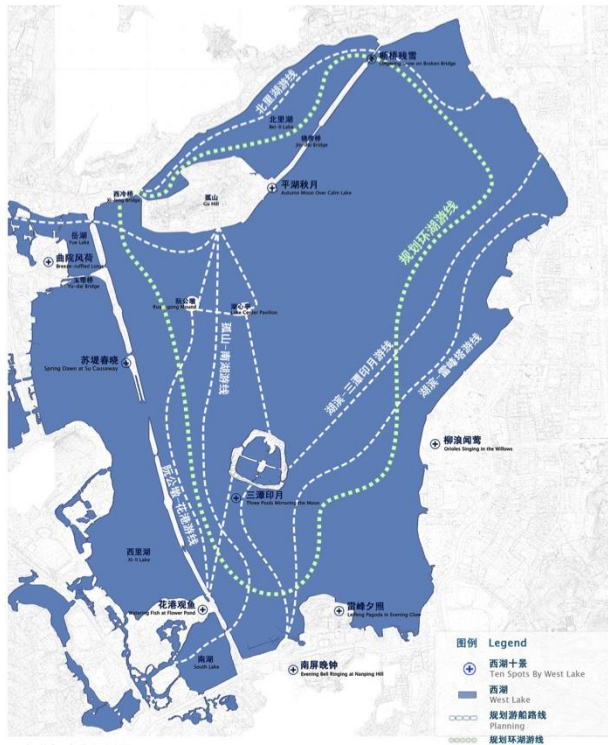 断桥残雪
Lingering Snow on Broken Bridge
北里湖游线
北里湖
Bei-li Lake
锦带桥
Jin-dai Bridge
西泠桥
Xi-leng Bridge
孤山
Gu Hill
平湖秋月
Autumn Moon Over Calm Lake
岳湖
Yue Lake
曲院风荷
Breeze-ruffled Lotus
玉带桥
Yu-dai Bridge
规划环湖游线
阮公墩
Ruan-gong Mound
湖心亭
Lake Center Pavilion
孤山-南湖游线
苏堤春晓
Spring Dawn at Su Causeway
湖滨-三潭印月游线
湖滨-雷峰塔游线
柳浪闻莺
Orioles Singing in the Willows
三潭印月
Three Pools Mirroring the Moon
阮公墩-花港游线
西里湖
Xi-li Lake
花港观鱼
Watering Fish at Flower Pond
雷峰夕照
Leifeng Pagoda in Evening Glow
南湖
South Lake
南屏晚钟
Evening Bell Ringing at Nanping Hill
图例 Legend
西湖十景
Ten Spots By West Lake
西湖
West Lake
规划游船路线
Planning
规划环湖游线